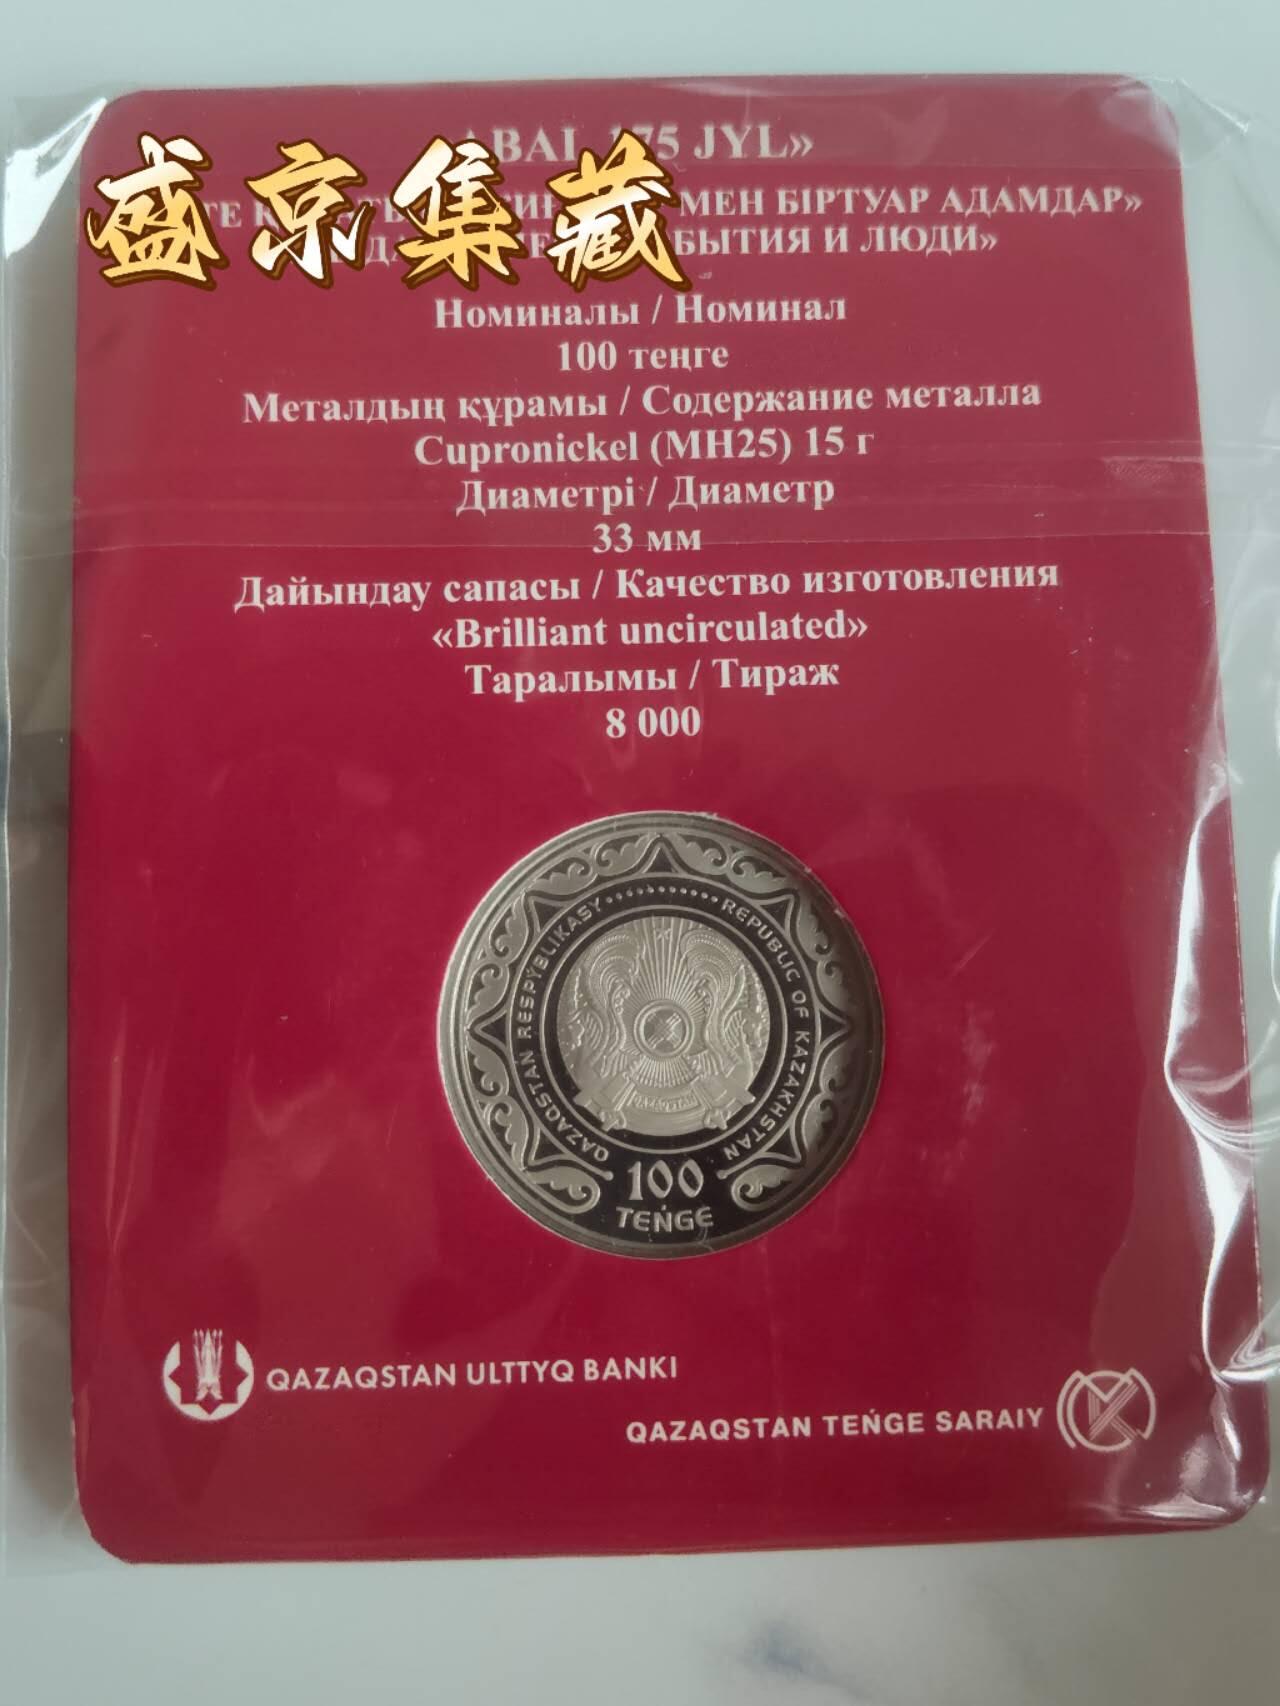 盛京集藏
ABAI 175 JYL»
МЕН БІРТУАР АДАМДАР»
БЫТИЯ И ЛЮДИ»
Номиналы / Номинал
100 теңге
Металдың құрамы / Содержание металла
Cupronickel (МН25) 15 г
Диаметрі / Диаметр
33 мм
Дайындау сапасы / Качество изготовления
«Brilliant uncirculated»
Таралымы / Тираж
8 000
QAZAQSTAN RESPÝBLIKASY
REPUBLIC OF KAZAKHSTAN
QAZAQSTAN
100
TEŃGE
QAZAQSTAN ULTTYQ BANKI
QAZAQSTAN TEŃGE SARAIY